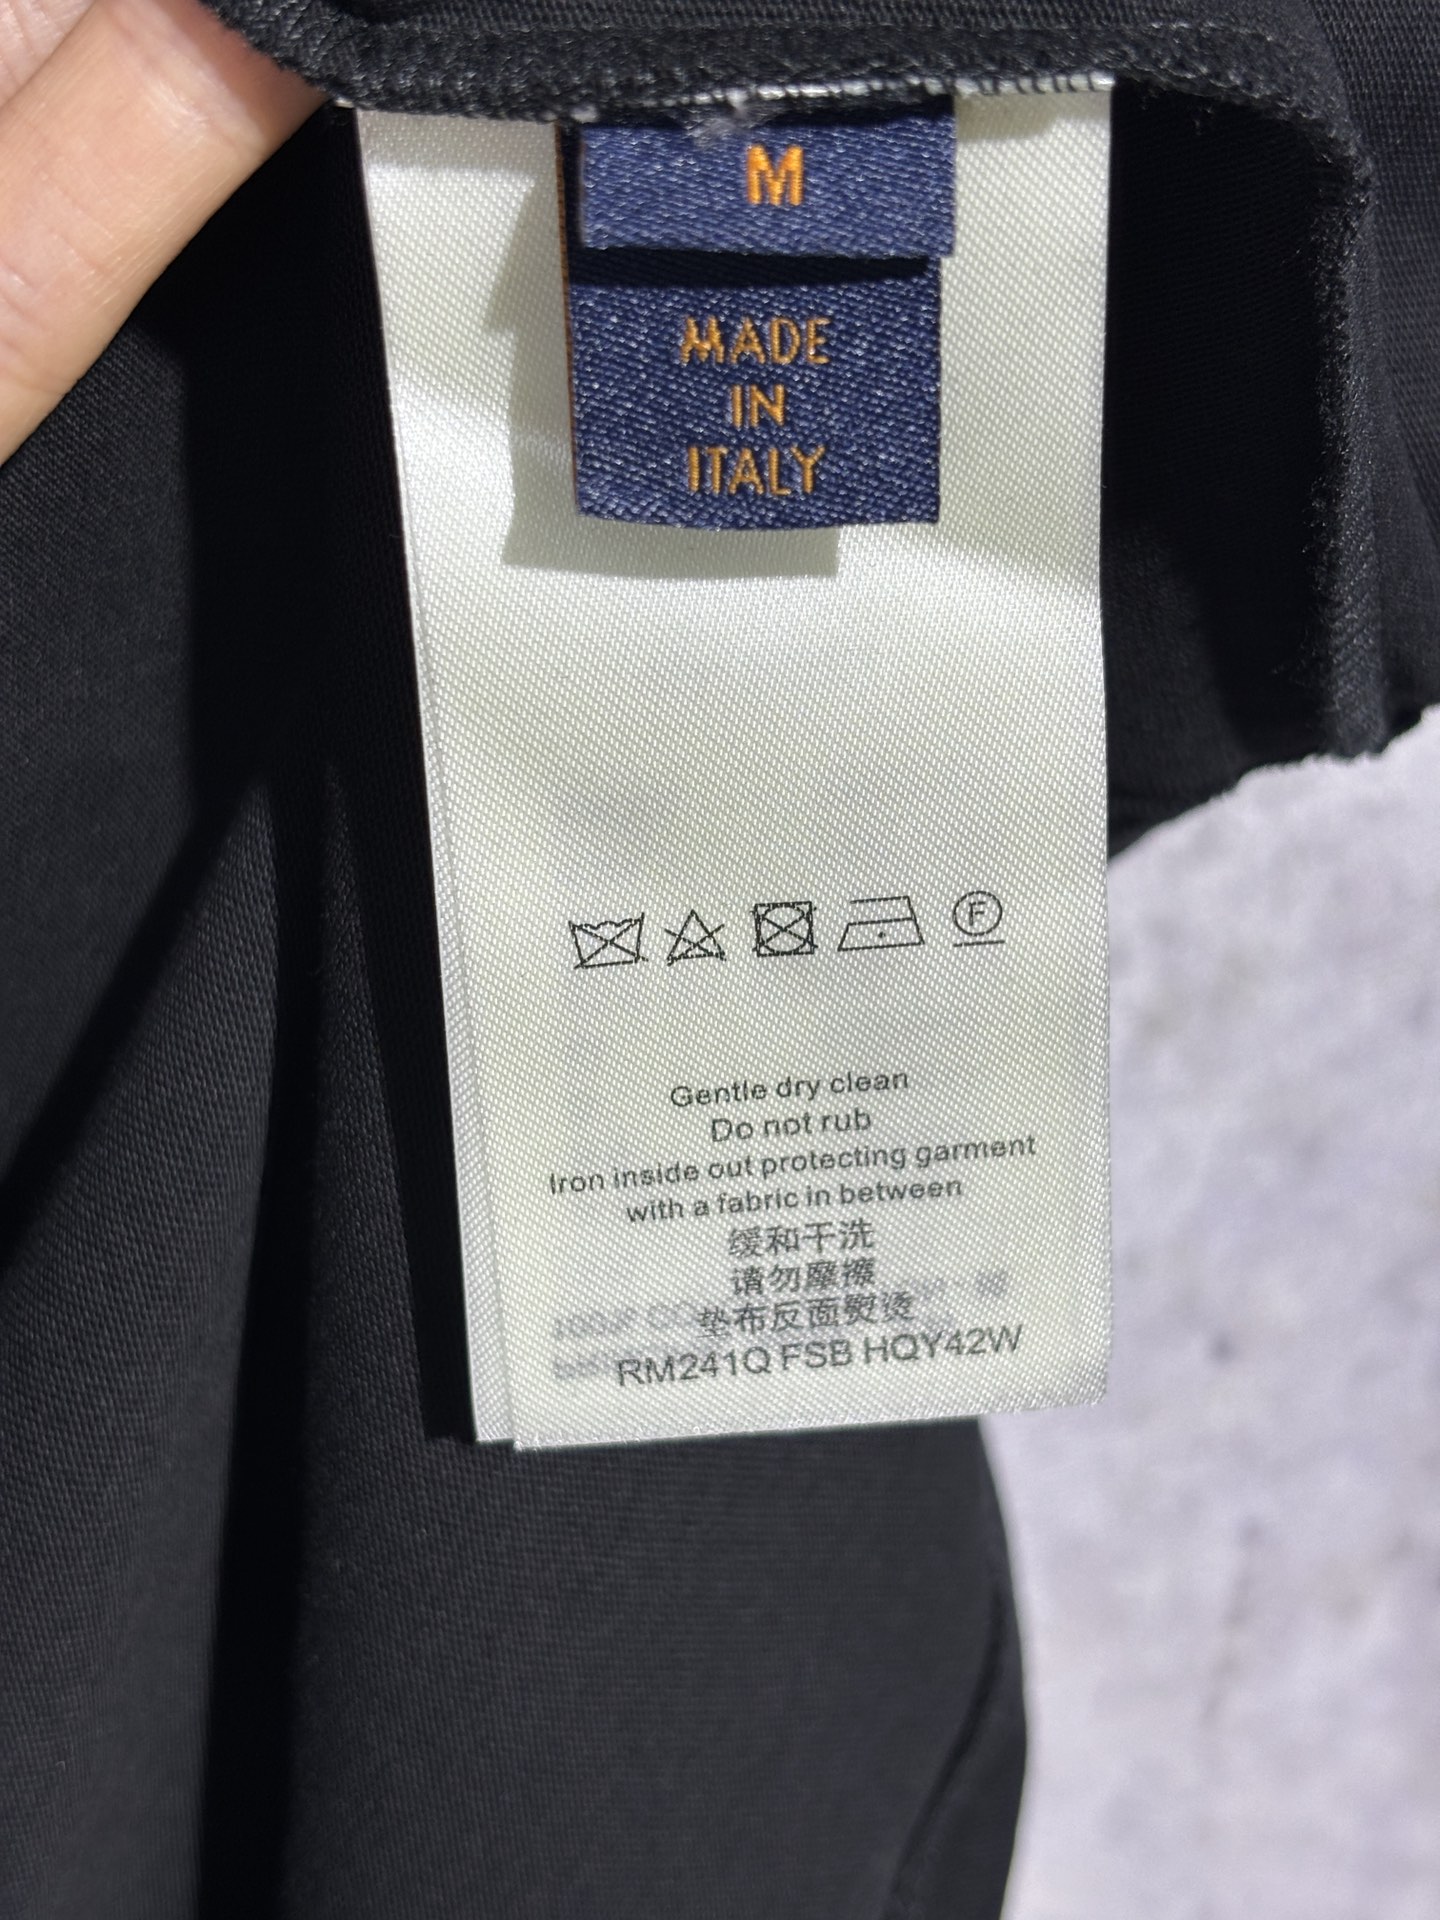 M
MADE
IN
ITALY
F
Gentle dry clean
Do not rub
Iron inside out protecting garment
with a fabric in between
缓和干洗
请勿摩擦
垫布反面熨烫
RM241Q FSB HQY42W